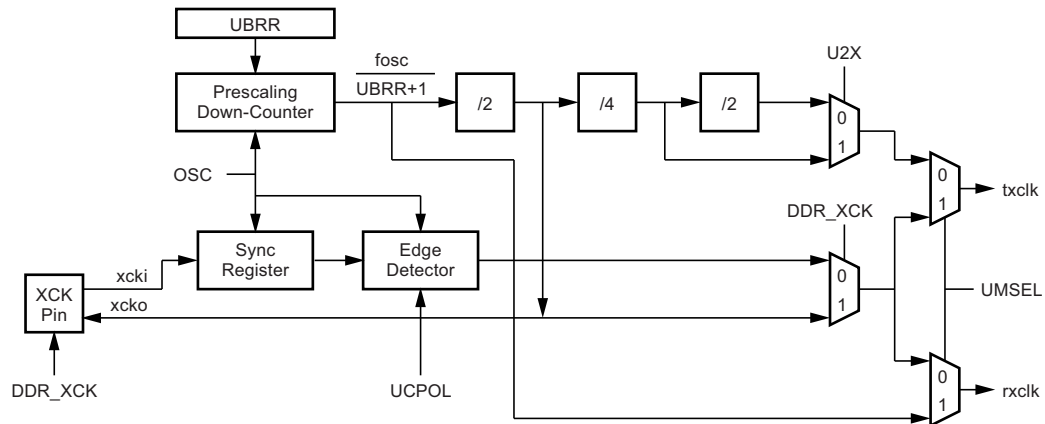 UBRR
fosc
UBRR+1
U2X
Prescaling
Down-Counter
/2
/4
/2
0
1
OSC
0
1
txclk
DDR_XCK
Sync
Register
Edge
Detector
0
1
xcki
XCK
Pin
xcko
UMSEL
0
1
rxclk
DDR_XCK
UCPOL